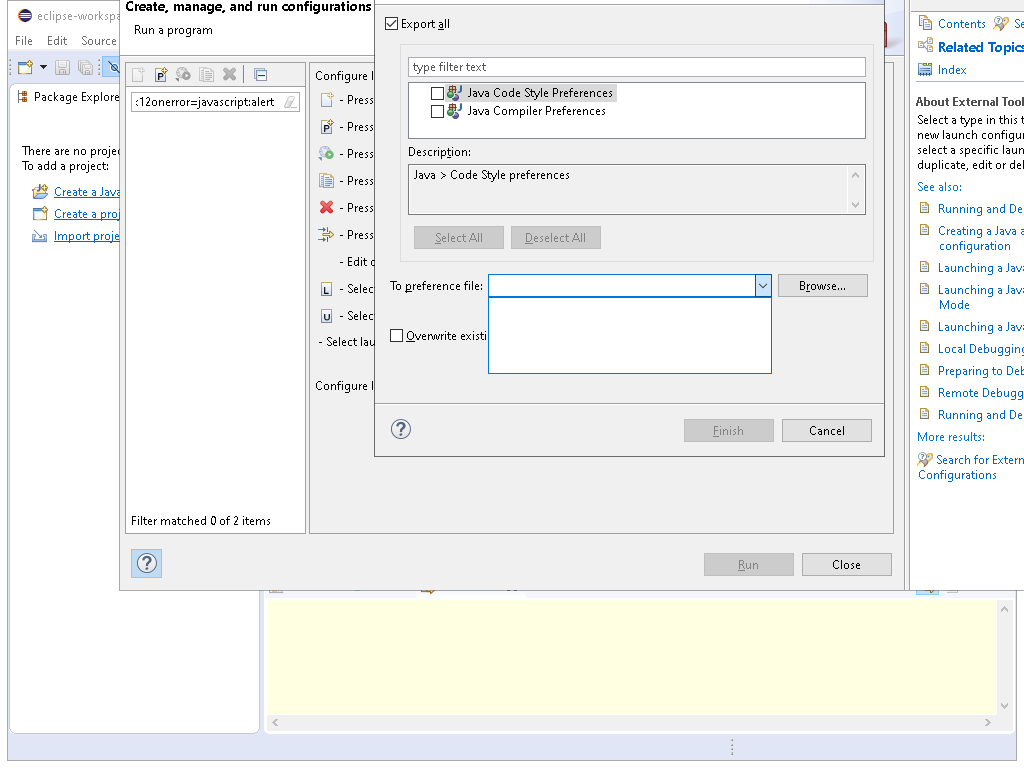 eclipse-workspa
File Edit Source
Package Explore
There are no proje
To add a project:
Create a Java
Create a proj
Import proje
Create, manage, and run configurations
Run a program
:12onerror=javascript:alert
Filter matched 0 of 2 items
Configure l
- Press
- Press
- Press
- Press
- Press
- Press
- Edit
- Selec
- Selec
- Select lau
Configure l
Run
Close
Export all
type filter text
Java Code Style Preferences
Java Compiler Preferences
Description:
Java > Code Style preferences
Select All
Deselect All
To preference file:
Browse...
Overwrite existi
Finish
Cancel
Contents
Se
Related Topics
Index
About External Tool
Select a type in this t
new launch configu
select a specific laun
duplicate, edit or del
See also:
Running and De
Creating a Java a
configuration
Launching a Java
Launching a Java
Mode
Launching a Java
Local Debugging
Preparing to Deb
Remote Debugg
Running and De
More results:
Search for Extern
Configurations